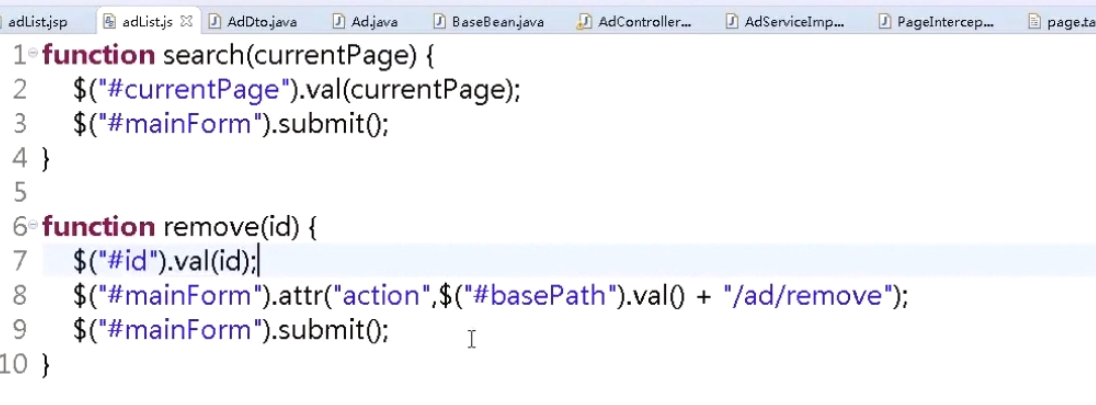 adList.jsp adList.js AdDto.java Ad.java BaseBean.java AdController... AdServiceImp... PageIntercep... page.ta
1 function search(currentPage) {
2 $("#currentPage").val(currentPage);
3 $("#mainForm").submit();
4 }
5
6 function remove(id) {
7 $("#id").val(id);
8 $("#mainForm").attr("action",$("#basePath").val() + "/ad/remove");
9 $("#mainForm").submit();
10 }